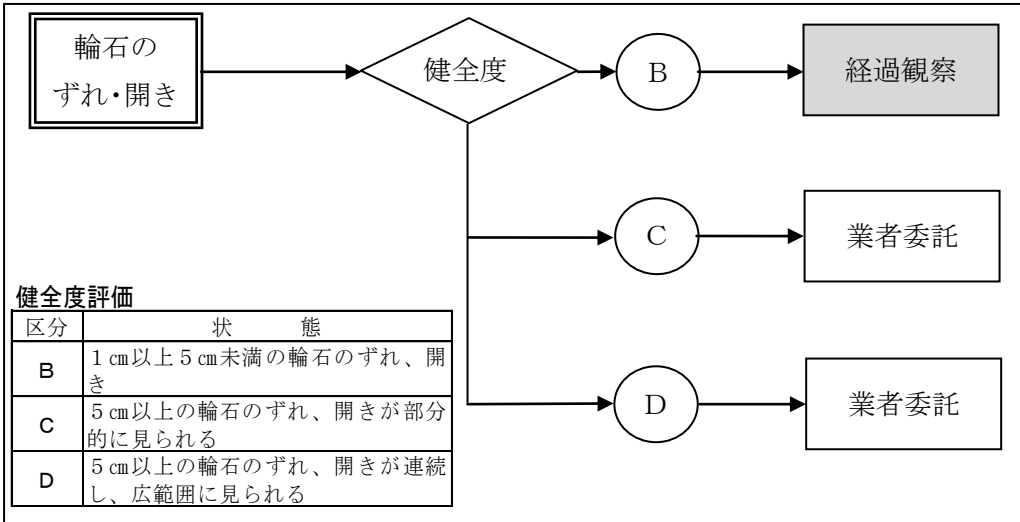 輪石の
ずれ・開き
健全度
B
経過観察
C
業者委託
D
業者委託
健全度評価
区分 状 態
B １㎝以上５㎝未満の輪石のずれ、開
き
C ５㎝以上の輪石のずれ、開きが部分
的に見られる
D ５㎝以上の輪石のずれ、開きが連続
し、広範囲に見られる